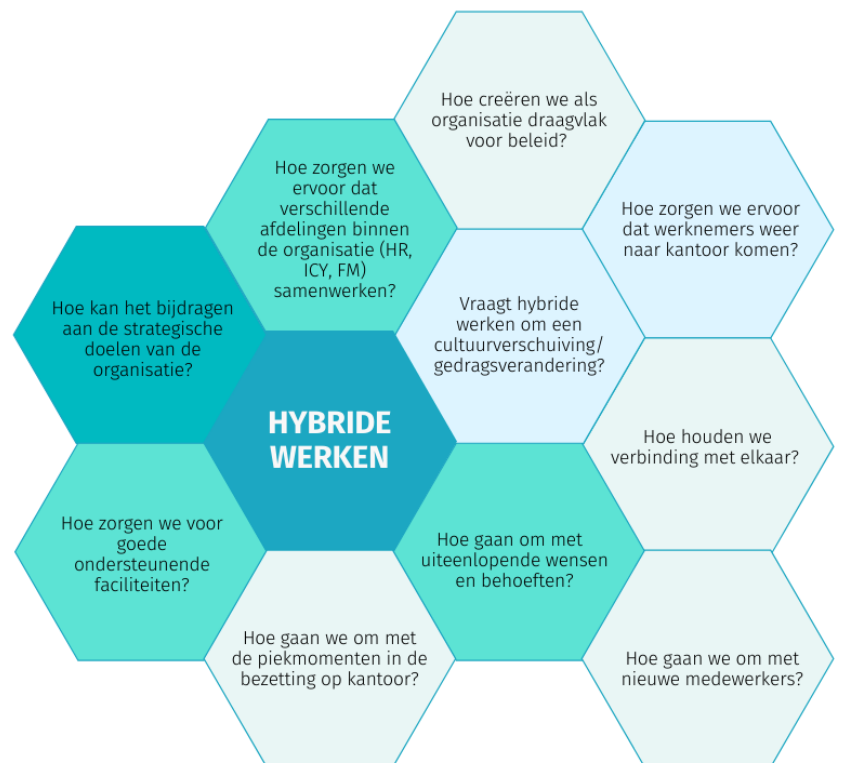 Hoe creëren we als
organisatie draagvlak
voor beleid?
Hoe zorgen we
ervoor dat
verschillende
afdelingen binnen
de organisatie (HR,
ICY, FM)
samenwerken?
Hoe zorgen we ervoor
dat werknemers weer
naar kantoor komen?
Hoe kan het bijdragen
aan de strategische
doelen van de
organisatie?
Vraagt hybride
werken om een
cultuurverschuiving/
gedragsverandering?
HYBRIDE
WERKEN
Hoe houden we
verbinding met elkaar?
Hoe zorgen we voor
goede
ondersteunende
faciliteiten?
Hoe gaan om met
uiteenlopende wensen
en behoeften?
Hoe gaan we om met
de piekmomenten in de
bezetting op kantoor?
Hoe gaan we om met
nieuwe medewerkers?